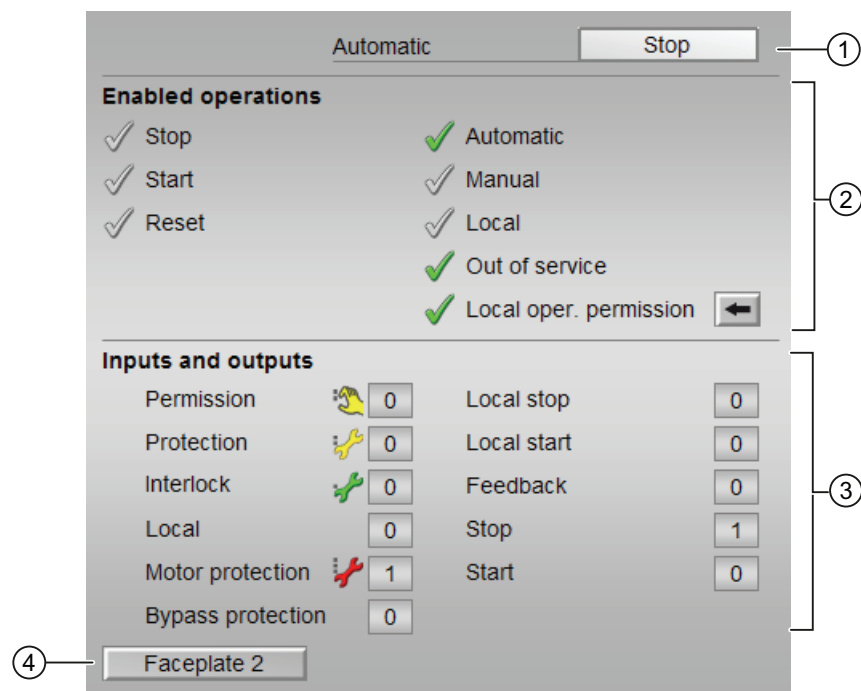 Automatic Stop ①
Enabled operations
Stop Automatic
Start Manual
Reset Local
Out of service
Local oper. permission
②
Inputs and outputs
Permission 0 Local stop 0
Protection 0 Local start 0
Interlock 0 Feedback 0
Local 0 Stop 1
Motor protection 1 Start 0
Bypass protection 0
③
④ Faceplate 2